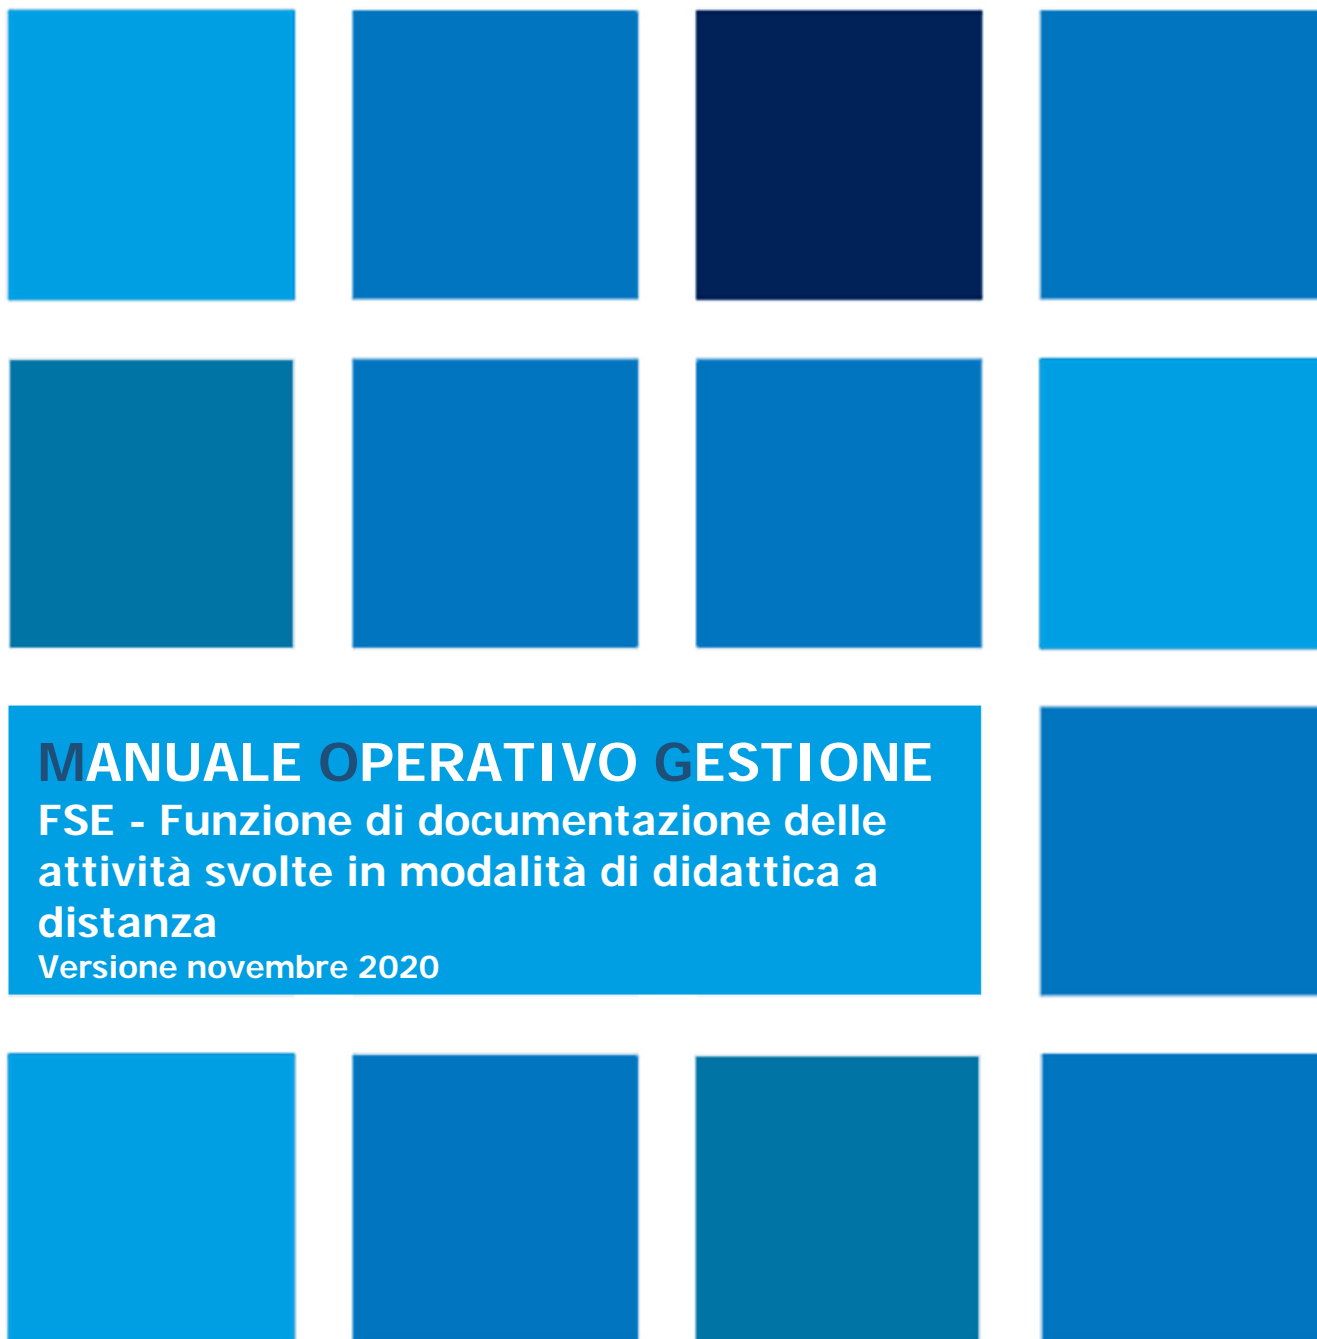 MANUALE OPERATIVO GESTIONE
FSE - Funzione di documentazione delle
attività svolte in modalità di didattica a
distanza
Versione novembre 2020